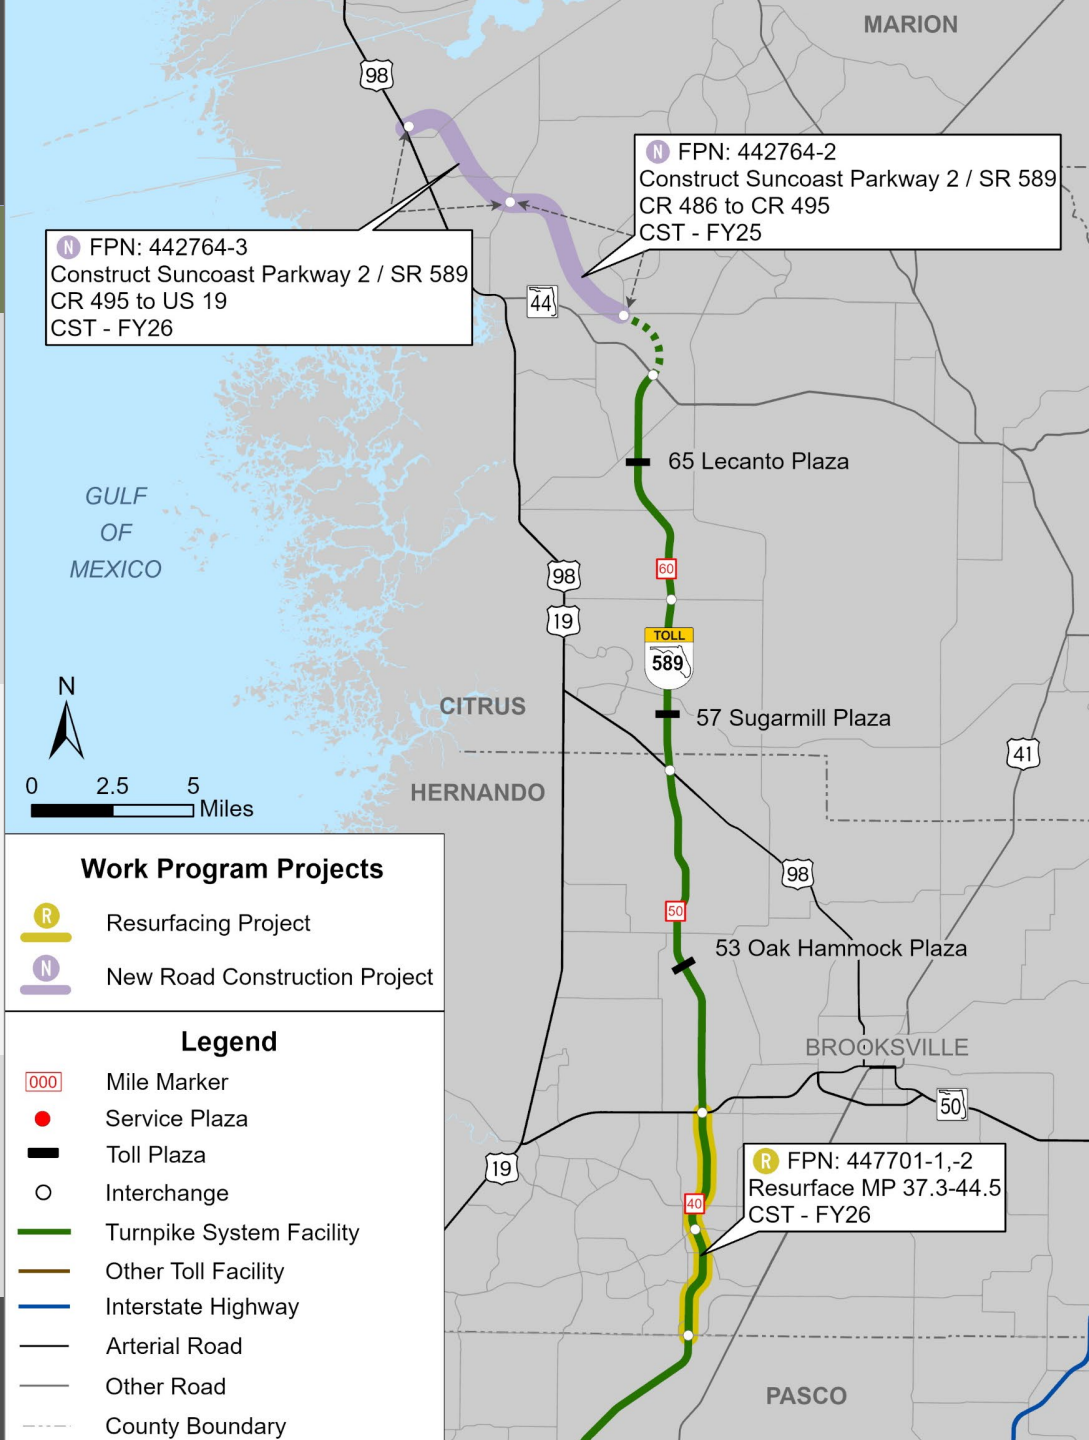 MARION
98
N FPN: 442764-2
Construct Suncoast Parkway 2 / SR 589
CR 486 to CR 495
CST - FY25
N FPN: 442764-3
Construct Suncoast Parkway 2 / SR 589
CR 495 to US 19
CST - FY26
44
65 Lecanto Plaza
GULF
OF
MEXICO
60
98
19
TOLL
589
N
CITRUS
57 Sugarmill Plaza
41
0 2.5 5
Miles
HERNANDO
98
50
53 Oak Hammock Plaza
BROOKSVILLE
50
19
R FPN: 447701-1,-2
Resurface MP 37.3-44.5
CST - FY26
40
PASCO
Work Program Projects
R Resurfacing Project
N New Road Construction Project
Legend
000 Mile Marker
Service Plaza
Toll Plaza
Interchange
Turnpike System Facility
Other Toll Facility
Interstate Highway
Arterial Road
Other Road
County Boundary